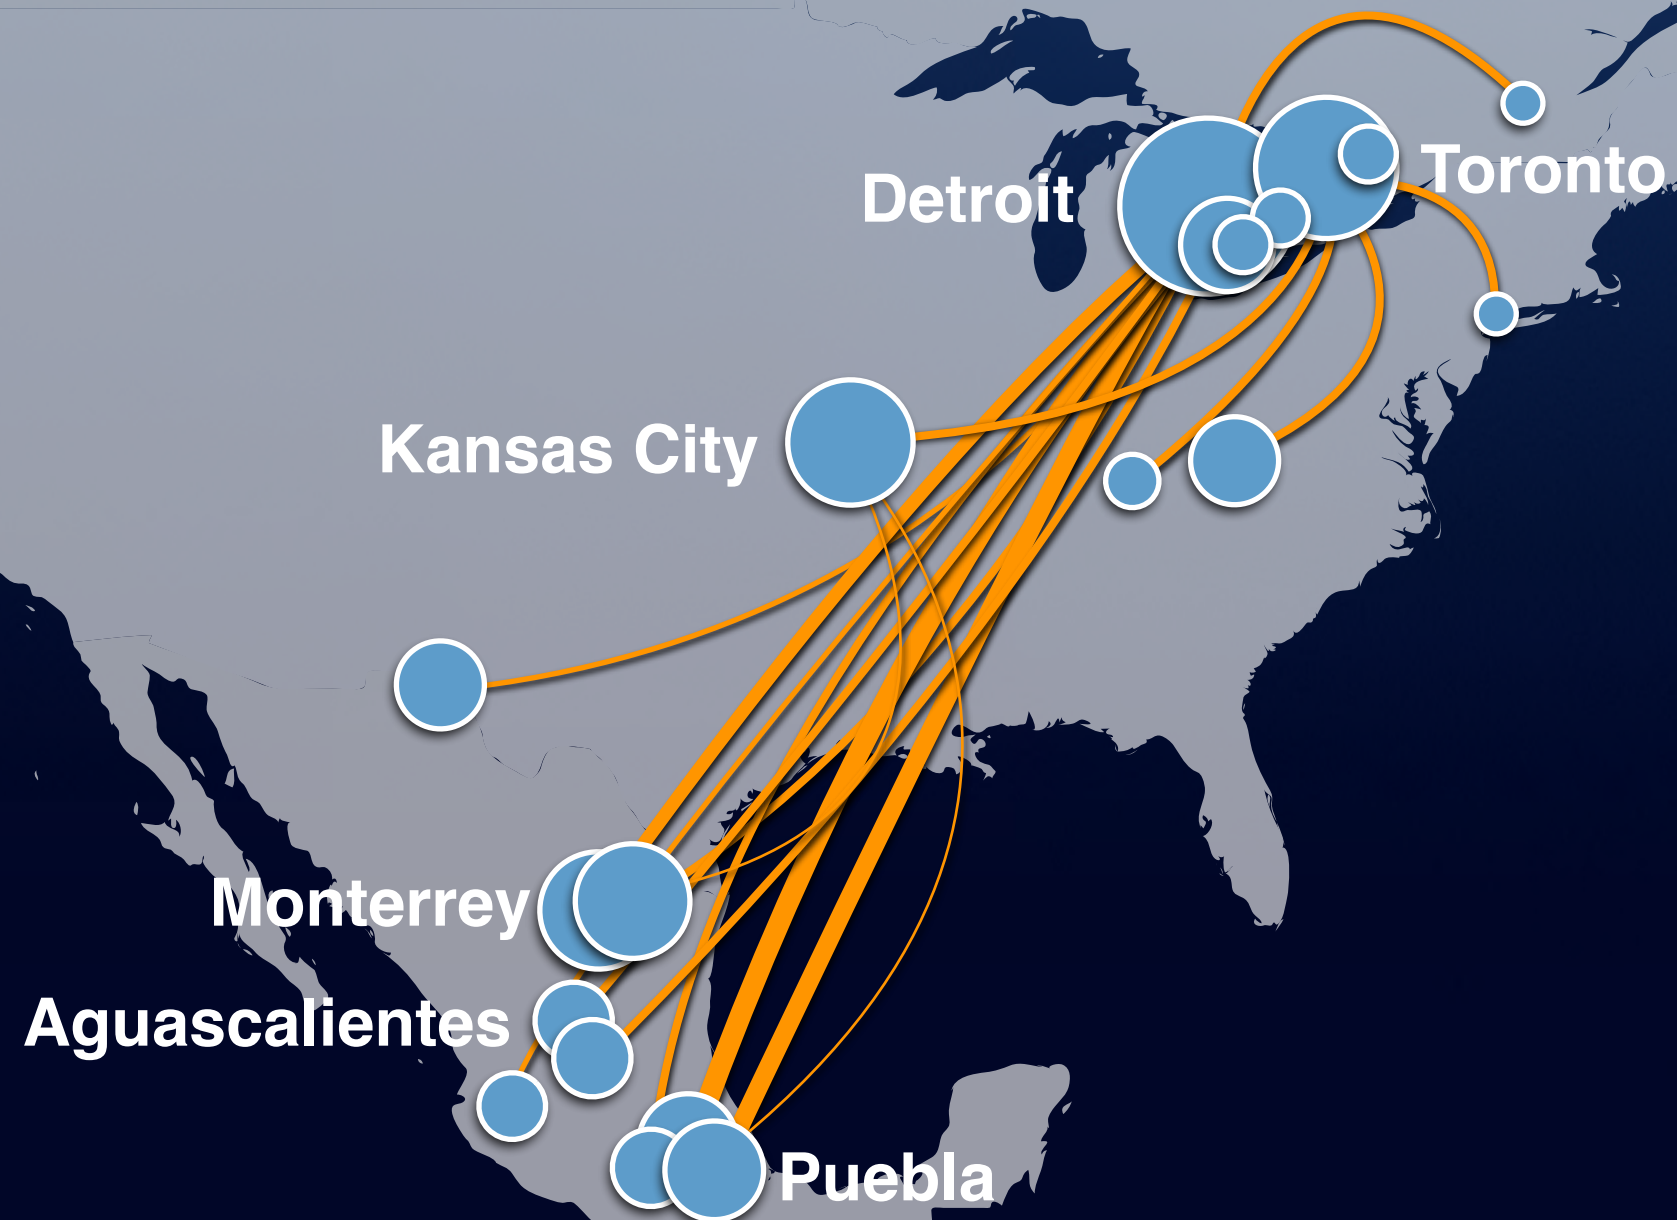 Toronto
Detroit
Kansas City
Monterrey
Aguascalientes
Puebla